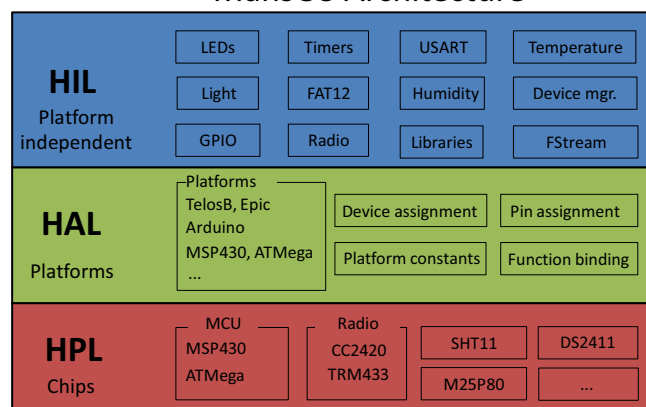 HIL
Platform
independent
LEDs
Timers
USART
Temperature
Light
FAT12
Humidity
Device mgr.
GPIO
Radio
Libraries
FStream
HAL
Platforms
Platforms
TelosB, Epic
Arduino
MSP430, ATMega
...
Device assignment
Pin assignment
Platform constants
Function binding
HPL
Chips
MCU
MSP430
ATMega
Radio
CC2420
TRM433
SHT11
DS2411
M25P80
...